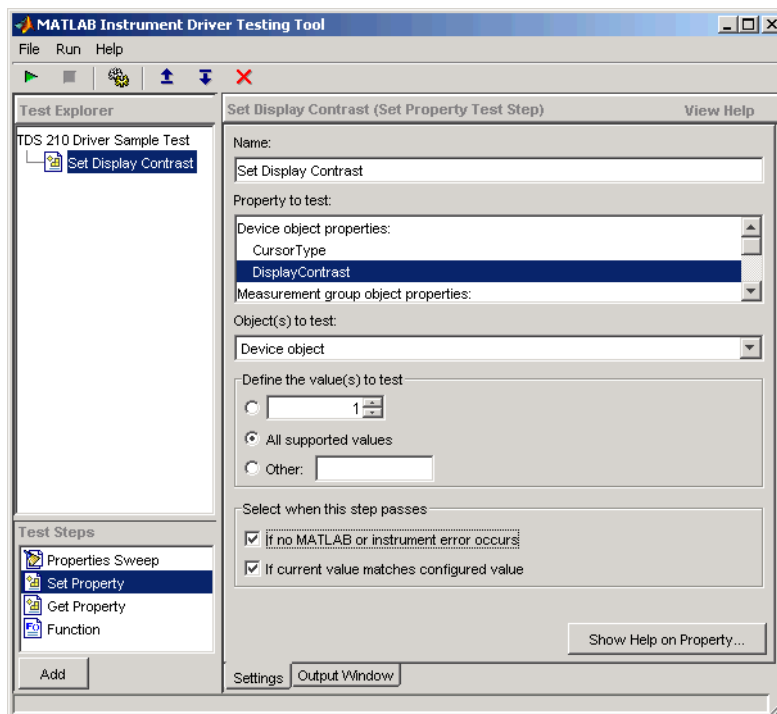 MATLAB Instrument Driver Testing Tool
File Run Help
Test Explorer
TDS 210 Driver Sample Test
Set Display Contrast
Test Steps
Properties Sweep
Set Property
Get Property
Function
Add
Set Display Contrast (Set Property Test Step) View Help
Name:
Set Display Contrast
Property to test:
Device object properties:
CursorType
DisplayContrast
Measurement group object properties:
Object(s) to test:
Device object
Define the value(s) to test
1
All supported values
Other:
Select when this step passes
If no MATLAB or instrument error occurs
If current value matches configured value
Show Help on Property...
Settings Output Window